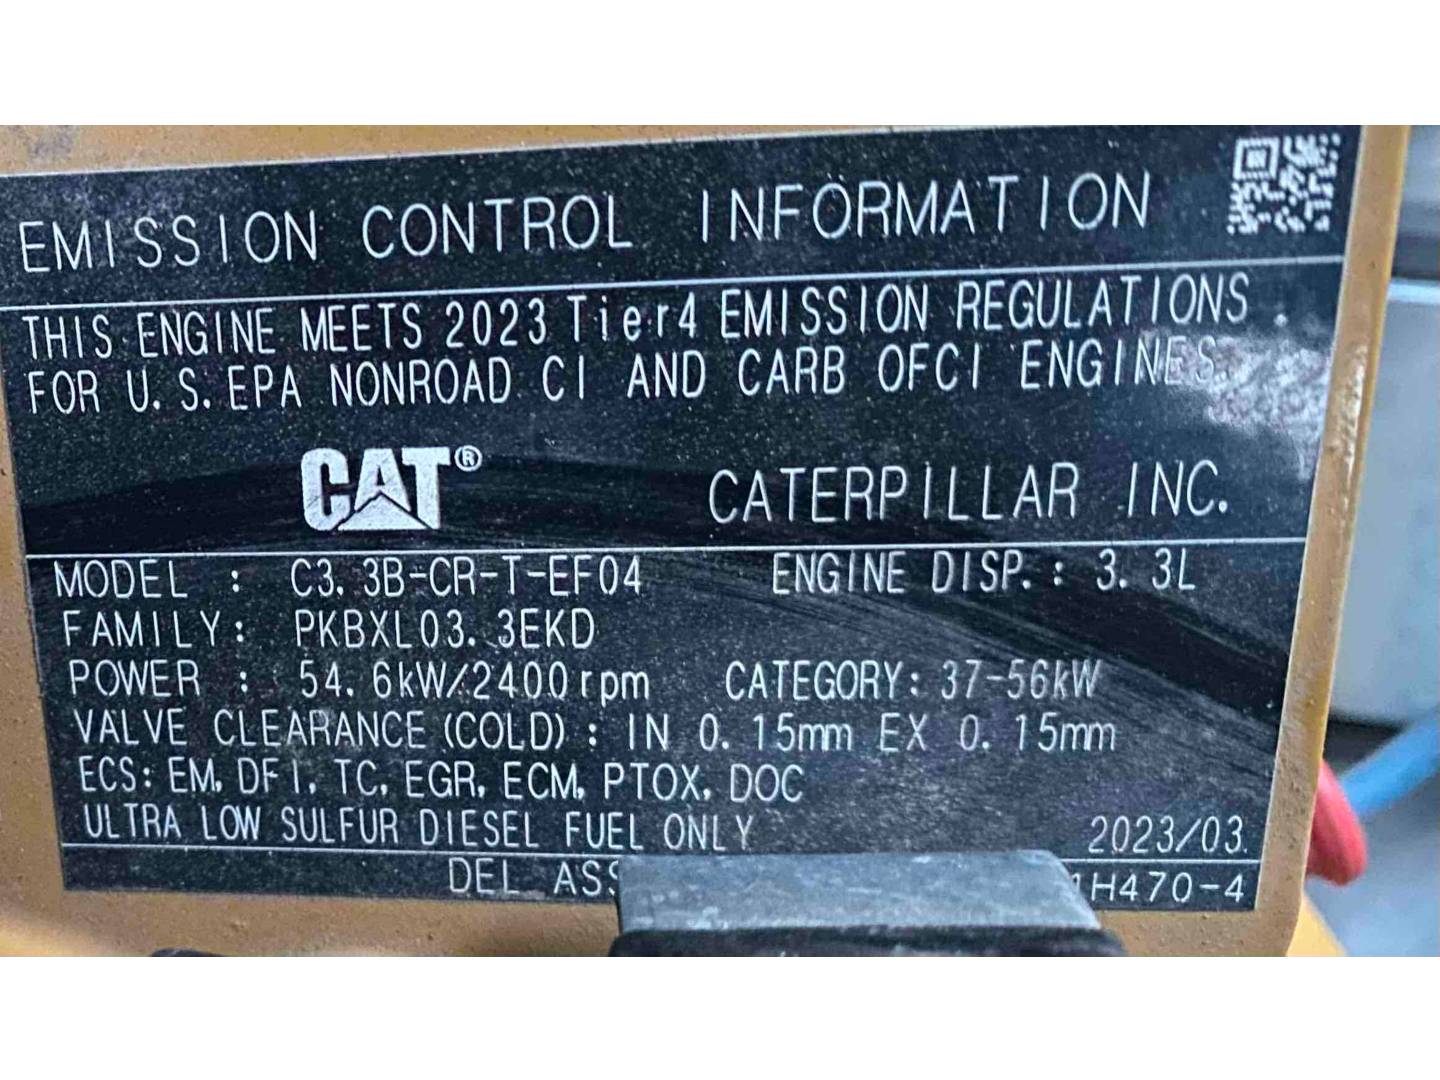 EMISSION CONTROL INFORMATION
THIS ENGINE MEETS 2023 Tier4 EMISSION REGULATIONS
FOR U.S.EPA NONROAD CI AND CARB OFCI ENGINES.
CAT® CATERPILLAR INC.
MODEL : C3.3B-CR-T-EF04 ENGINE DISP.: 3.3L
FAMILY: PKBXL03.3EKD
POWER : 54.6kW/2400rpm CATEGORY: 37-56kW
VALVE CLEARANCE(COLD): IN 0.15mm EX 0.15mm
ECS: EM, DFI, TC, EGR, ECM, PTOX, DOC
ULTRA LOW SULFUR DIESEL FUEL ONLY 2023/03.
DEL 1H470-4